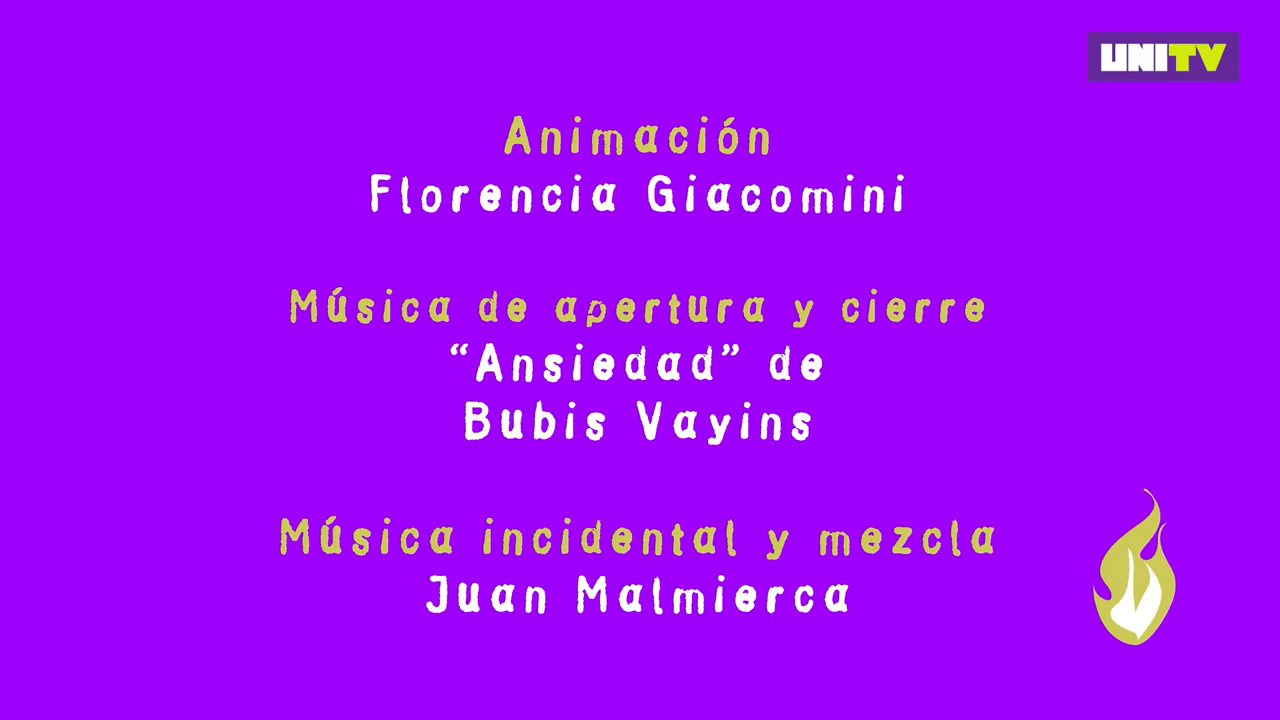 UNITV
Animación
Florencia Giacomini
Música de apertura y cierre
“Ansiedad” de
Bubis Vayins
Música incidental y mezcla
Juan Malmierca